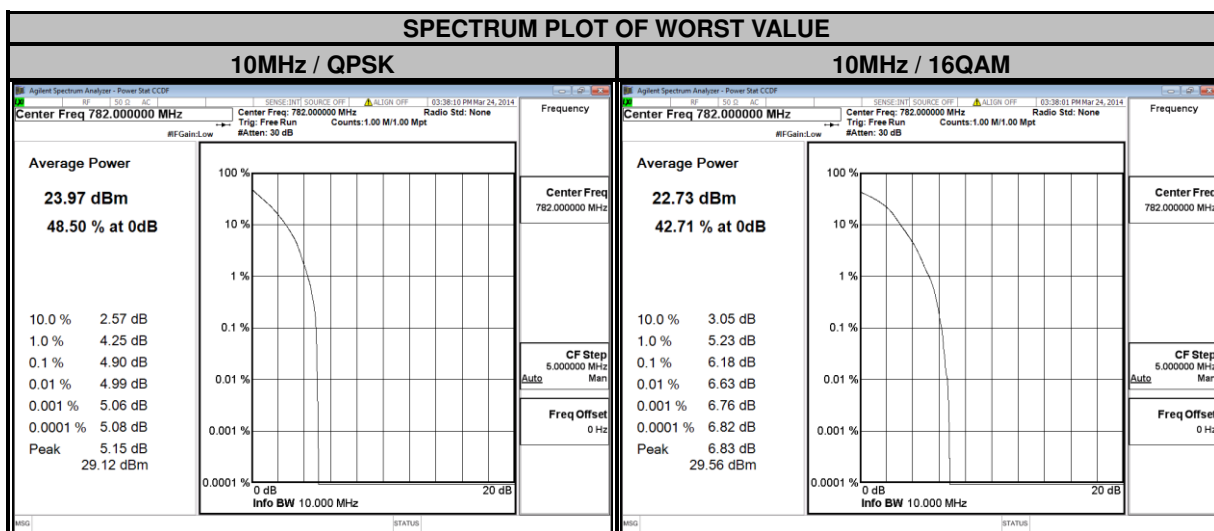 SPECTRUM PLOT OF WORST VALUE
10MHz / QPSK
10MHz / 16QAM
Agilent Spectrum Analyzer - Power Stat CCDF
RF 50 Ω AC SENSE:INT SOURCE OFF ALIGN OFF 03:38:10 PM Mar 24, 2014
Center Freq 782.000000 MHz
Center Freq: 782.000000 MHz Radio Std: None
Trig: Free Run Counts:1.00 M/1.00 Mpt
#IFGain:Low #Atten: 30 dB
Frequency
Average Power
23.97 dBm
48.50 % at 0dB
10.0 % 2.57 dB
1.0 % 4.25 dB
0.1 % 4.90 dB
0.01 % 4.99 dB
0.001 % 5.06 dB
0.0001 % 5.08 dB
Peak 5.15 dB
29.12 dBm
100 %
10 %
1 %
0.1 %
0.01 %
0.001 %
0.0001 %
0 dB 20 dB
Info BW 10.000 MHz
Center Freq
782.000000 MHz
CF Step
5.000000 MHz
Auto Man
Freq Offset
0 Hz
MSG STATUS
Agilent Spectrum Analyzer - Power Stat CCDF
RF 50 Ω AC SENSE:INT SOURCE OFF ALIGN OFF 03:38:01 PM Mar 24, 2014
Center Freq 782.000000 MHz
Center Freq: 782.000000 MHz Radio Std: None
Trig: Free Run Counts:1.00 M/1.00 Mpt
#IFGain:Low #Atten: 30 dB
Frequency
Average Power
22.73 dBm
42.71 % at 0dB
10.0 % 3.05 dB
1.0 % 5.23 dB
0.1 % 6.18 dB
0.01 % 6.63 dB
0.001 % 6.76 dB
0.0001 % 6.82 dB
Peak 6.83 dB
29.56 dBm
100 %
10 %
1 %
0.1 %
0.01 %
0.001 %
0.0001 %
0 dB 20 dB
Info BW 10.000 MHz
Center Freq
782.000000 MHz
CF Step
5.000000 MHz
Auto Man
Freq Offset
0 Hz
MSG STATUS